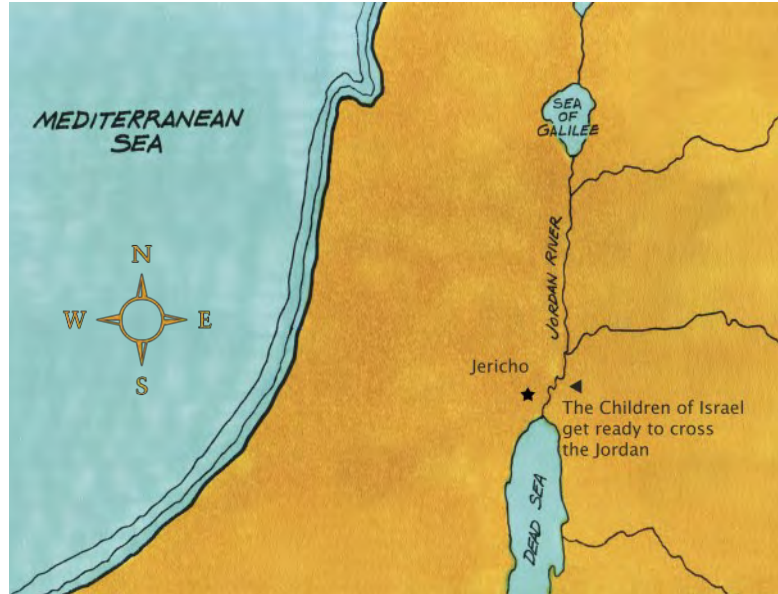 MEDITERRANEAN
SEA
SEA
OF
GALILEE
JORDAN RIVER
N
W
E
S
Jericho
The Children of Israel
get ready to cross
the Jordan
DEAD SEA